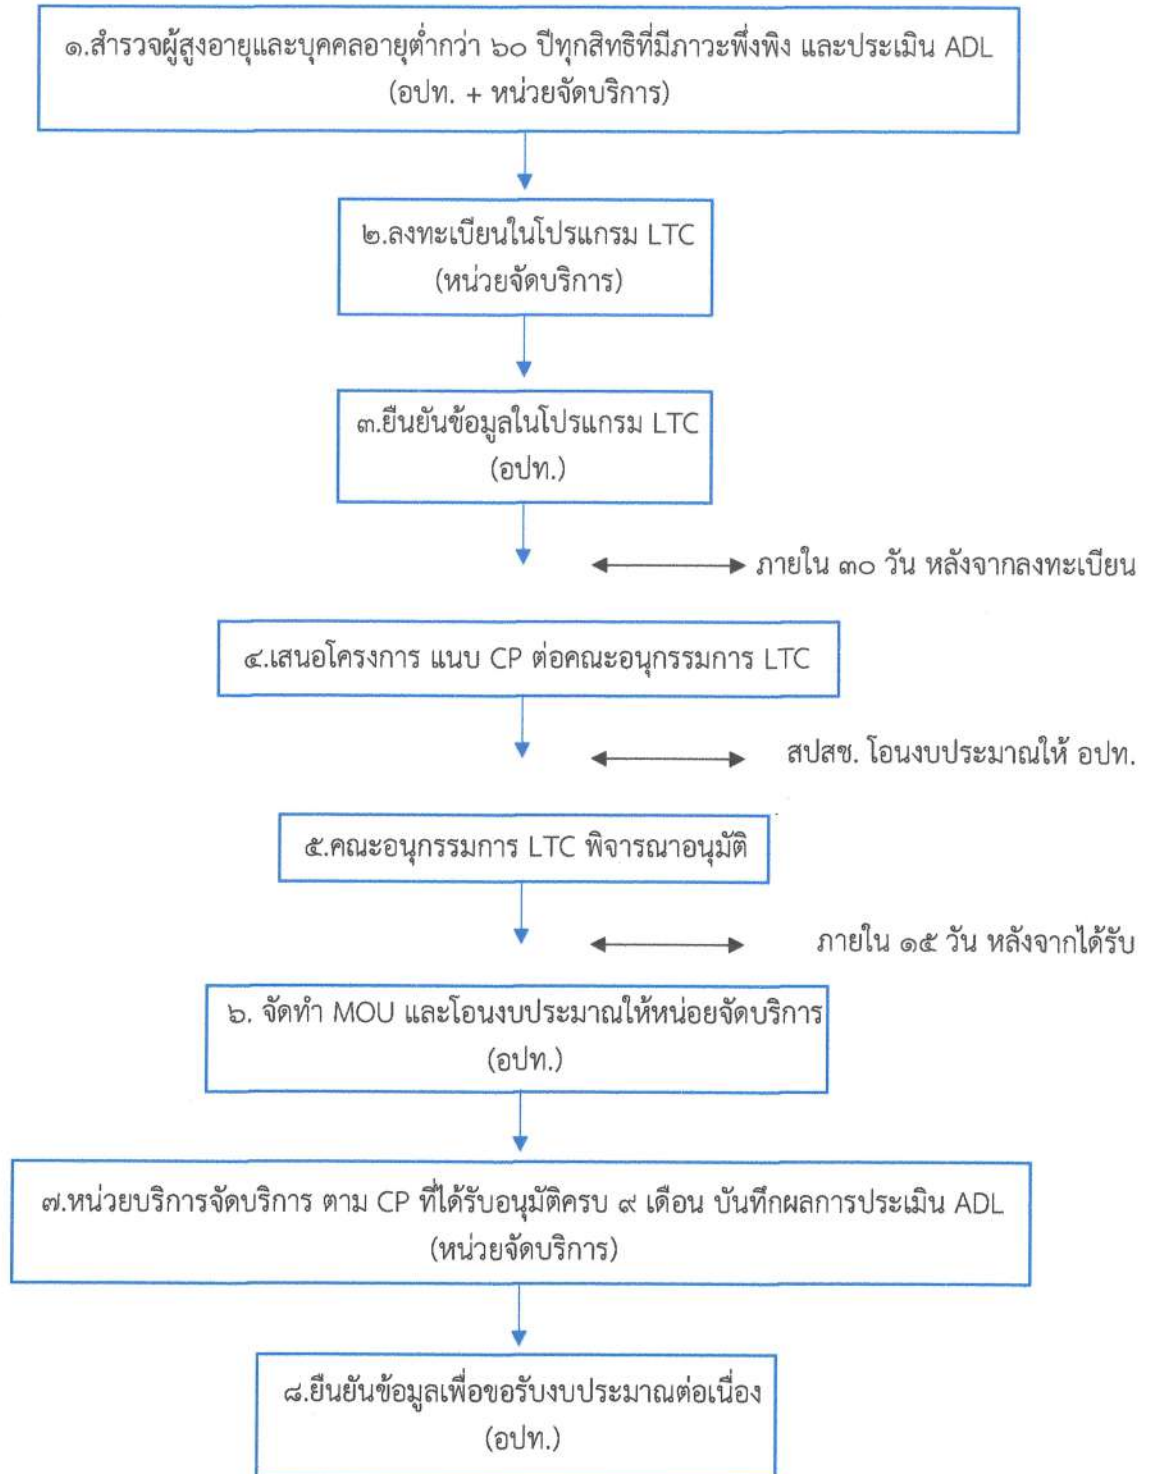 ๑.สำรวจผู้สูงอายุและบุคคลอายุต่ำกว่า ๖๐ ปีทุกสิทธิที่มีภาวะพึ่งพิง และประเมิน ADL
(อปท. + หน่วยจัดบริการ)
๒.ลงทะเบียนในโปรแกรม LTC
(หน่วยจัดบริการ)
๓.ยืนยันข้อมูลในโปรแกรม LTC
(อปท.)
ภายใน ๓๐ วัน หลังจากลงทะเบียน
๔.เสนอโครงการ แนบ CP ต่อคณะอนุกรรมการ LTC
สปสช. โอนงบประมาณให้ อปท.
๕.คณะอนุกรรมการ LTC พิจารณาอนุมัติ
ภายใน ๑๕ วัน หลังจากได้รับ
๖. จัดทำ MOU และโอนงบประมาณให้หน่อยจัดบริการ
(อปท.)
๗.หน่วยบริการจัดบริการ ตาม CP ที่ได้รับอนุมัติครบ ๙ เดือน บันทึกผลการประเมิน ADL
(หน่วยจัดบริการ)
๘.ยืนยันข้อมูลเพื่อขอรับงบประมาณต่อเนื่อง
(อปท.)